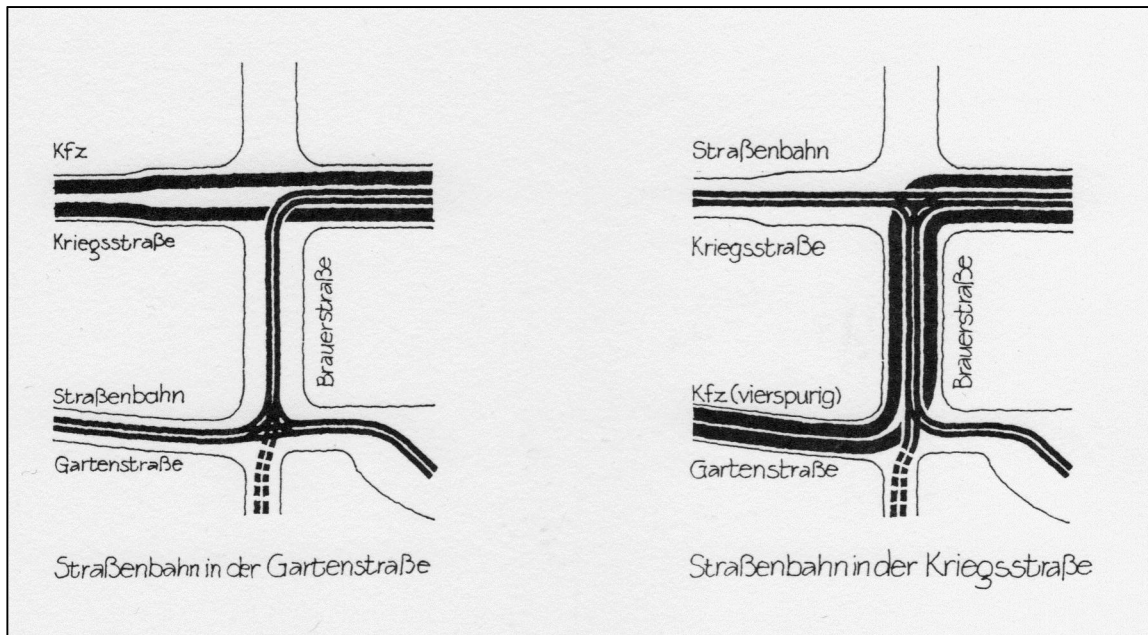 Kfz
Kriegsstraße
Brauerstraße
Straßenbahn
Gartenstraße
Straßenbahn in der Gartenstraße
Straßenbahn
Kriegsstraße
Brauerstraße
Kfz (vierspurig)
Gartenstraße
Straßenbahn in der Kriegsstraße